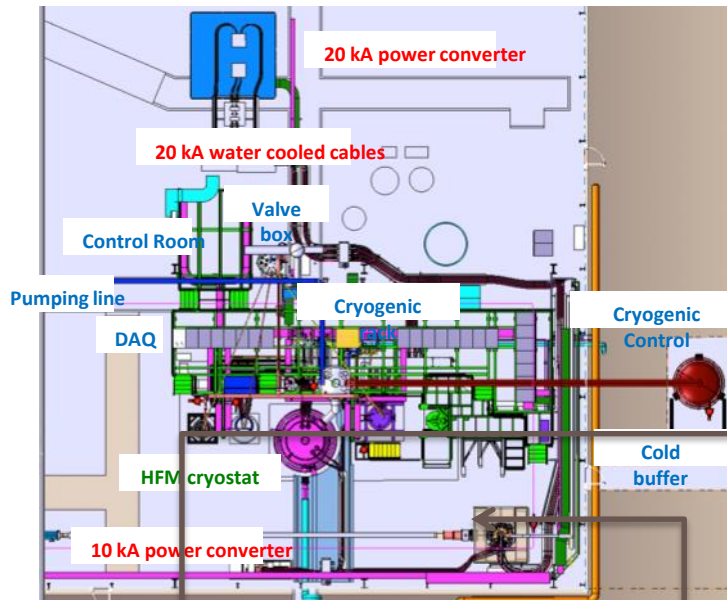 20 kA power converter
20 kA water cooled cables
Valve
box
Control Room
Pumping line
Cryogenic
rack
Cryogenic
Control
DAQ
HFM cryostat
Cold
buffer
10 kA power converter